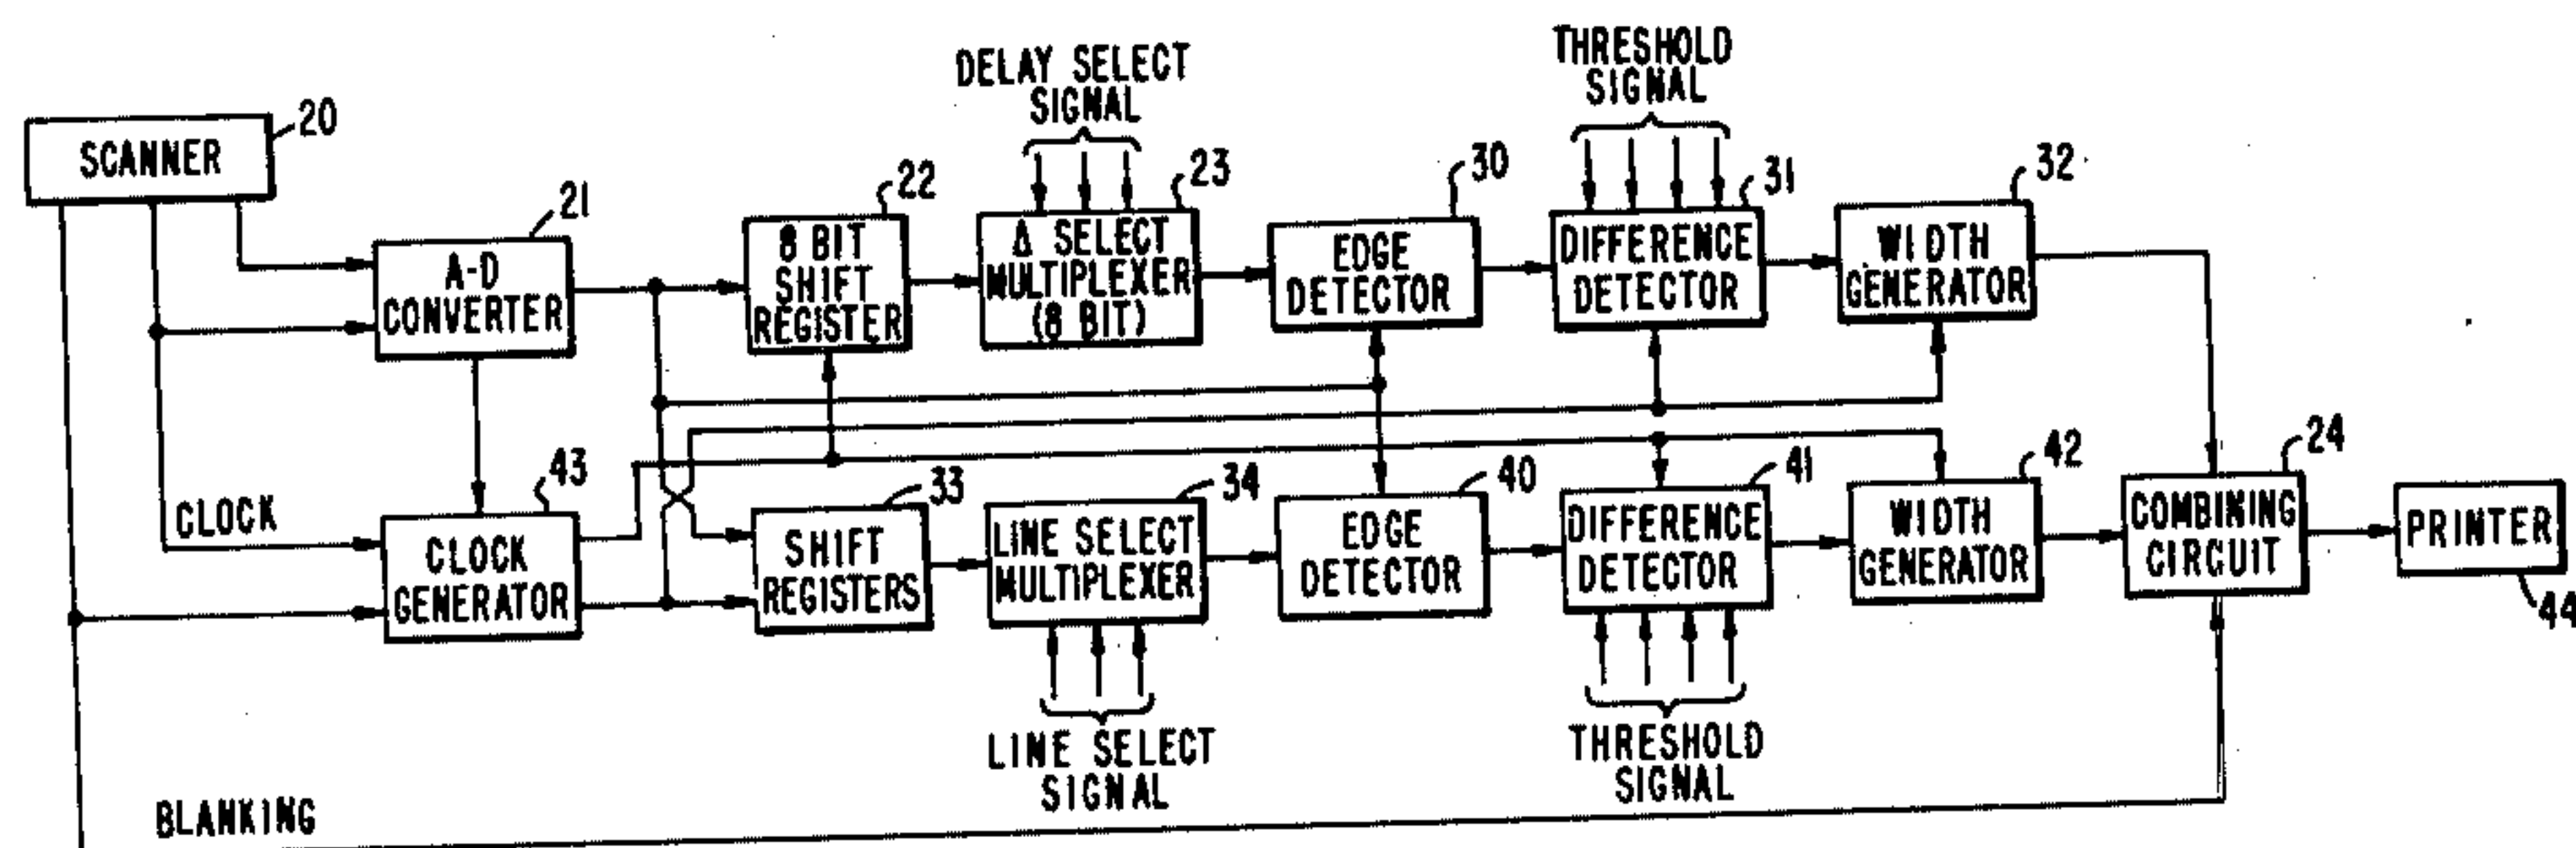 DELAY SELECT
SIGNAL
THRESHOLD
SIGNAL
SCANNER
20
21
22
23
30
31
32
A-D
CONVERTER
8 BIT
SHIFT
REGISTER
Δ SELECT
MULTIPLEXER
(8 BIT)
EDGE
DETECTOR
DIFFERENCE
DETECTOR
WIDTH
GENERATOR
CLOCK
43
33
34
40
41
42
24
CLOCK
GENERATOR
SHIFT
REGISTERS
LINE SELECT
MULTIPLEXER
EDGE
DETECTOR
DIFFERENCE
DETECTOR
WIDTH
GENERATOR
COMBINING
CIRCUIT
PRINTER
44
LINE SELECT
SIGNAL
THRESHOLD
SIGNAL
BLANKING